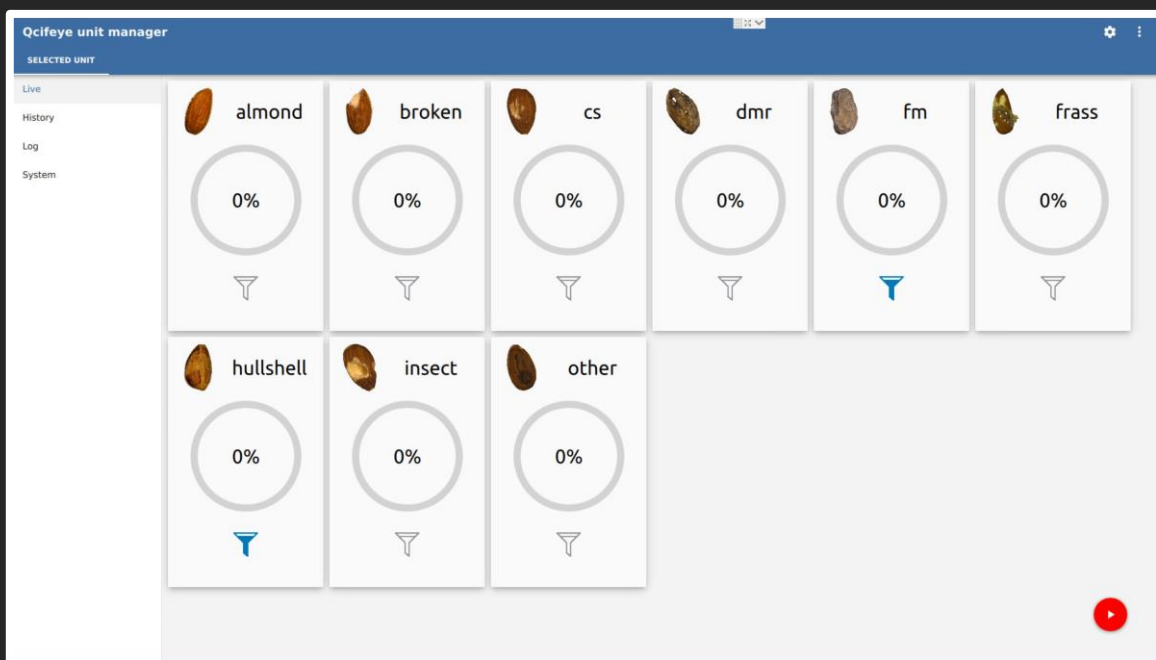 Qcifeye unit manager
SELECTED UNIT
Live
History
Log
System
almond
0%
broken
0%
cs
0%
dmr
0%
fm
0%
frass
0%
hullshell
0%
insect
0%
other
0%